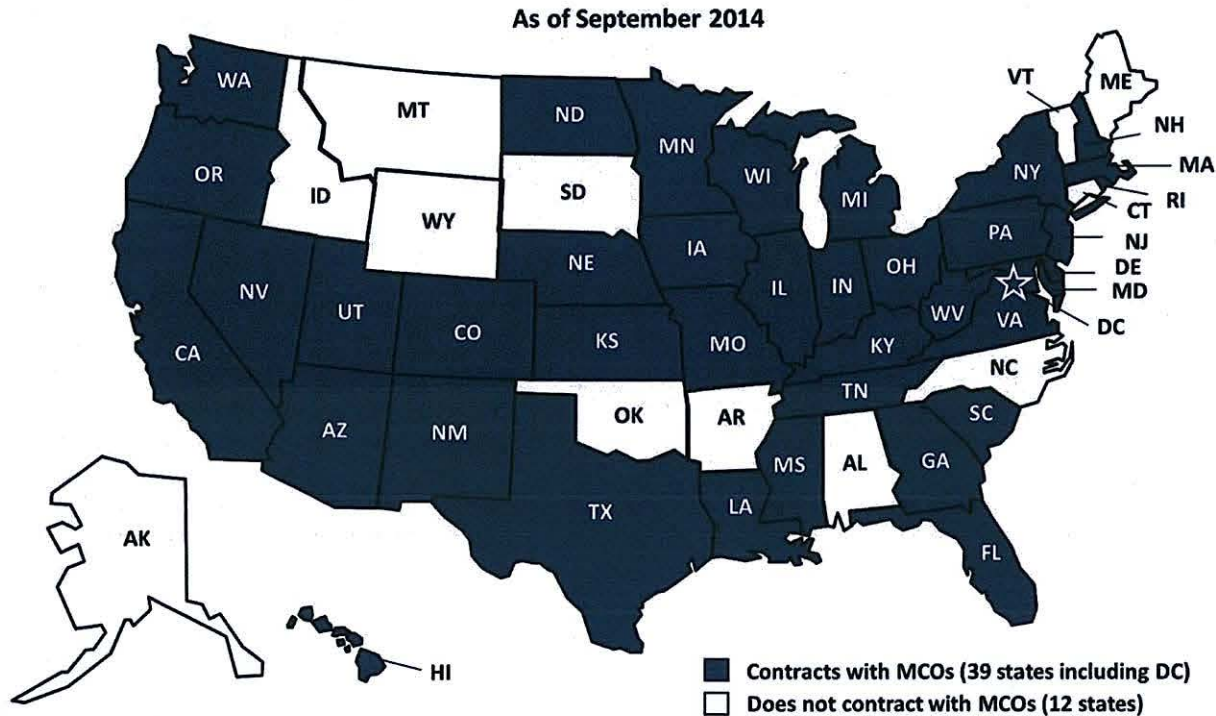 As of September 2014
WA
MT
ND
MN
VT
ME
NH
MA
RI
CT
NY
OR
ID
WY
SD
WI
MI
PA
NJ
DE
MD
DC
NV
UT
CO
NE
IA
IL
IN
OH
WV
VA
CA
KS
MO
KY
NC
TN
AZ
NM
OK
AR
SC
MS
AL
GA
TX
LA
FL
AK
HI
Contracts with MCOs (39 states including DC)
Does not contract with MCOs (12 states)